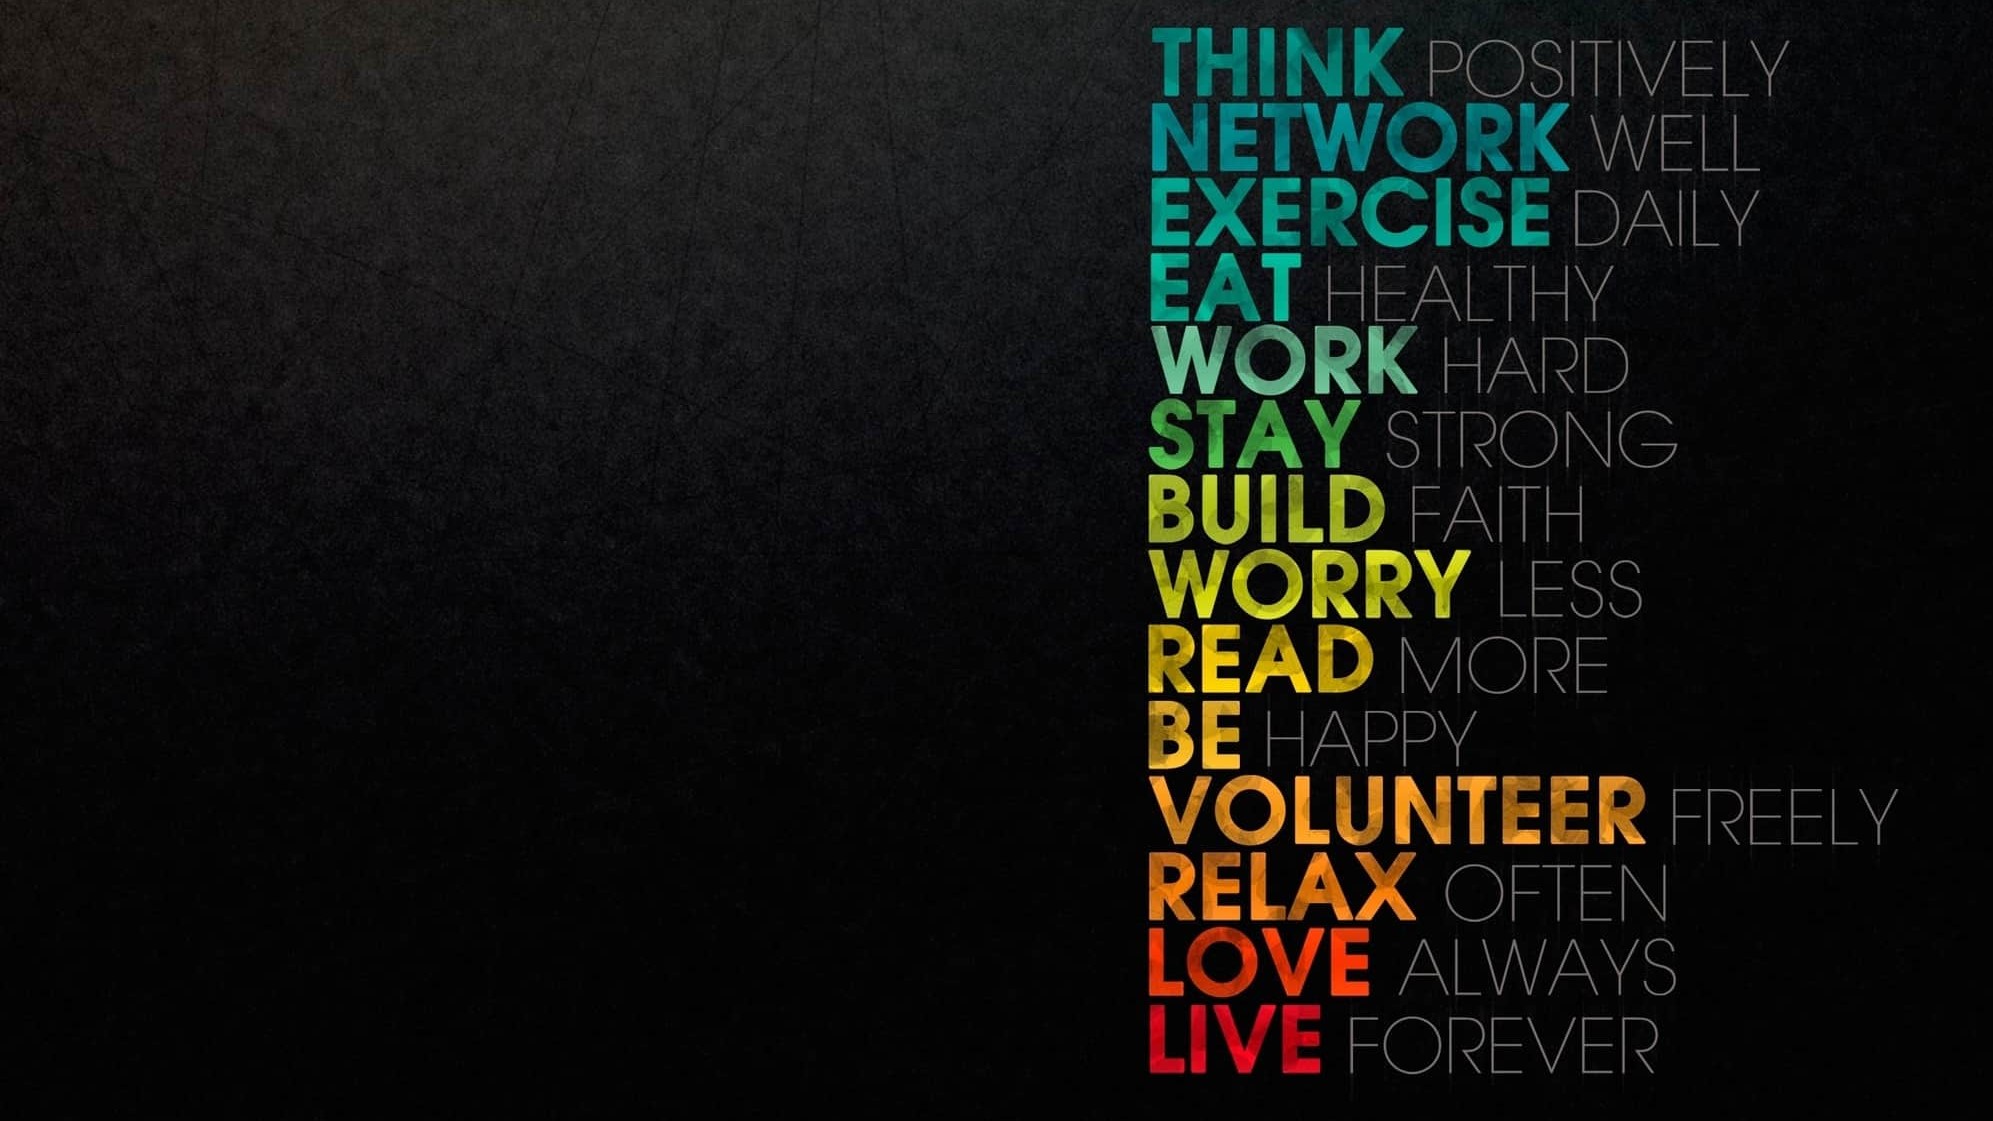 THINK POSITIVELY
NETWORK WELL
EXERCISE DAILY
EAT HEALTHY
WORK HARD
STAY STRONG
BUILD FAITH
WORRY LESS
READ MORE
BE HAPPY
VOLUNTEER FREELY
RELAX OFTEN
LOVE ALWAYS
LIVE FOREVER